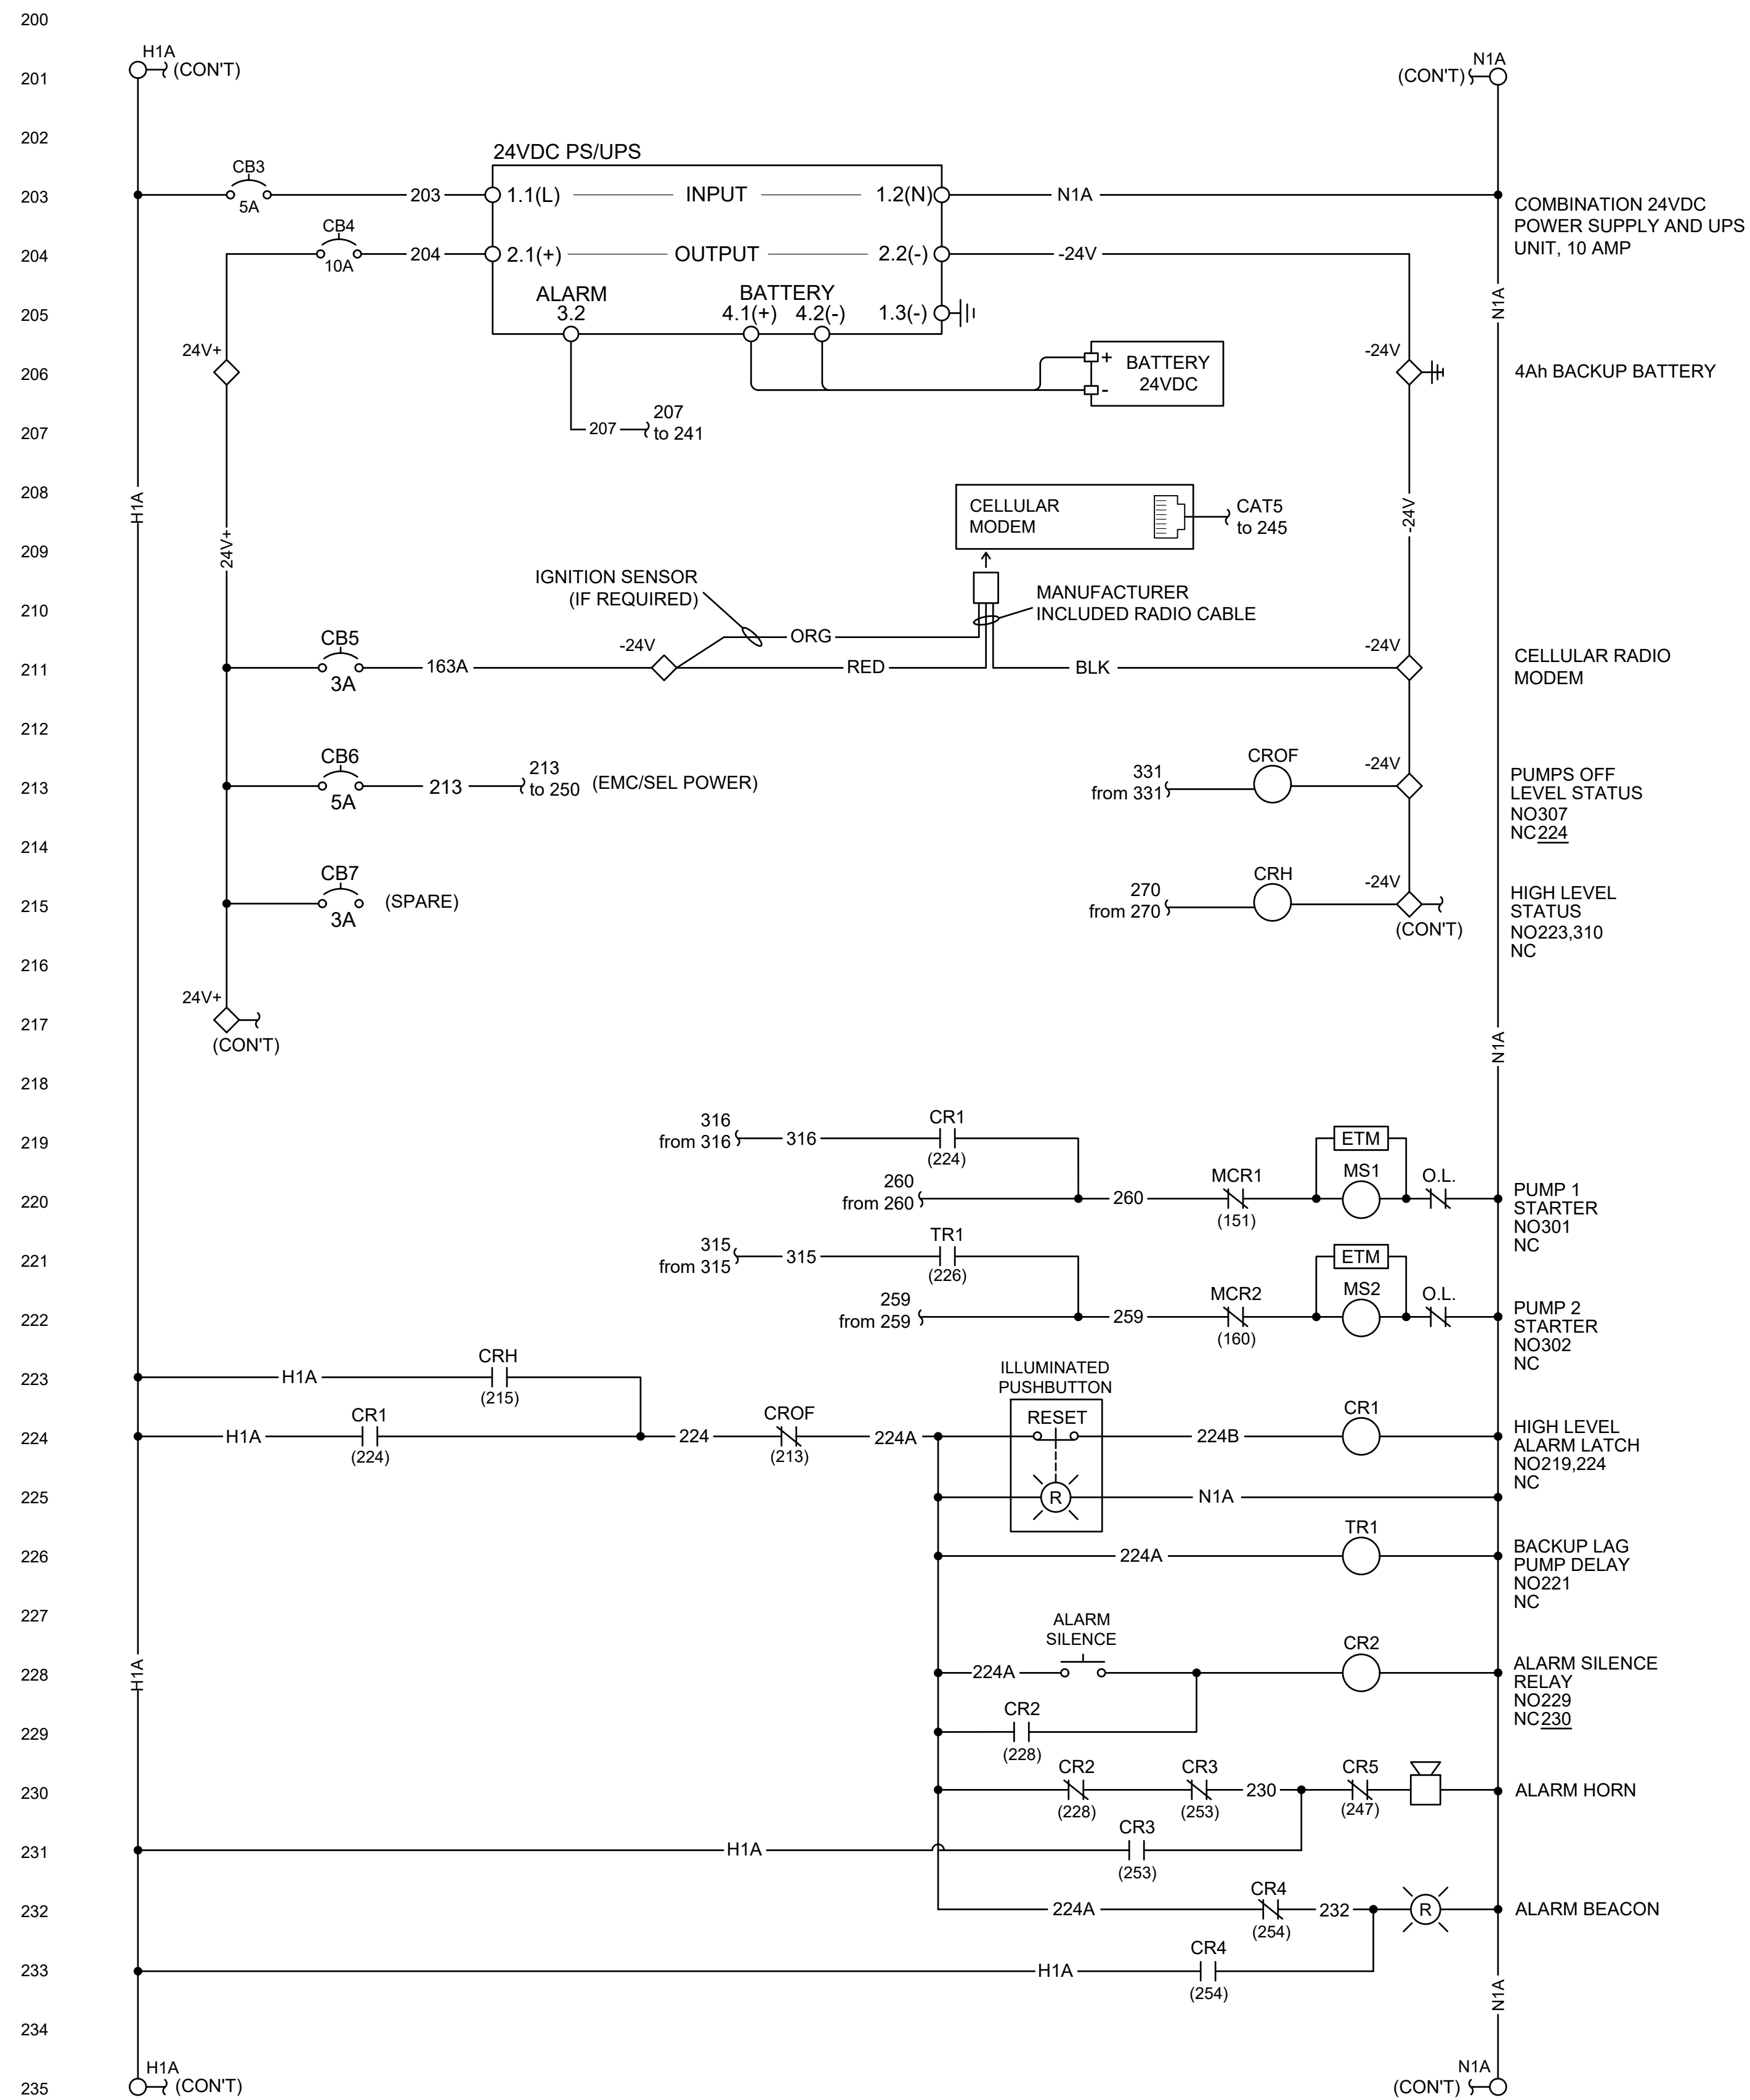 200
H1A
(CON'T)
201
N1A
(CON'T)
202
24VDC PS/UPS
CB3
5A
203
203
1.1(L) INPUT 1.2(N)
N1A
COMBINATION 24VDC
POWER SUPPLY AND UPS
UNIT, 10 AMP
CB4
10A
204
204
2.1(+) OUTPUT 2.2(-)
-24V
ALARM
3.2
BATTERY
4.1(+) 4.2(-)
1.3(-)
205
N1A
24V+
206
+
-
BATTERY
24VDC
-24V
4Ah BACKUP BATTERY
207
207
207
to 241
208
H1A
CELLULAR
MODEM
CAT5
to 245
-24V
209
24V+
IGNITION SENSOR
(IF REQUIRED)
210
MANUFACTURER
INCLUDED RADIO CABLE
ORG
211
CB5
3A
163A
-24V
RED
BLK
-24V
CELLULAR RADIO
MODEM
212
213
CB6
5A
213
213
to 250
(EMC/SEL POWER)
331
from 331
CROF
-24V
PUMPS OFF
LEVEL STATUS
NO307
NC224
214
215
CB7
3A
(SPARE)
270
from 270
CRH
-24V
(CON'T)
HIGH LEVEL
STATUS
NO223,310
NC
216
24V+
217
(CON'T)
N1A
218
219
316
from 316
316
CR1
(224)
ETM
220
260
from 260
260
MCR1
(151)
MS1
O.L.
PUMP 1
STARTER
NO301
NC
221
315
from 315
315
TR1
(226)
ETM
222
259
from 259
259
MCR2
(160)
MS2
O.L.
PUMP 2
STARTER
NO302
NC
223
H1A
CRH
(215)
ILLUMINATED
PUSHBUTTON
224
H1A
CR1
(224)
224
CROF
(213)
224A
RESET
224B
CR1
HIGH LEVEL
ALARM LATCH
NO219,224
NC
225
R
N1A
226
224A
TR1
BACKUP LAG
PUMP DELAY
NO221
NC
227
ALARM
SILENCE
228
H1A
224A
CR2
ALARM SILENCE
RELAY
NO229
NC230
229
CR2
(228)
230
CR2
(228)
CR3
(253)
230
CR5
(247)
ALARM HORN
231
H1A
CR3
(253)
232
224A
CR4
(254)
232
R
ALARM BEACON
233
H1A
CR4
(254)
N1A
234
235
H1A
(CON'T)
N1A
(CON'T)